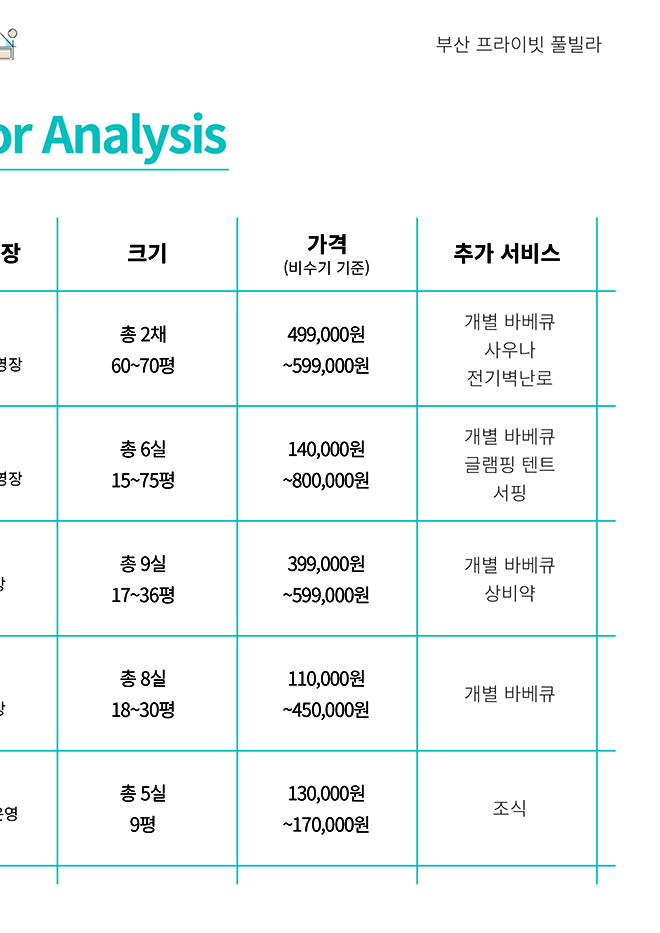 부산 프라이빗 풀빌라
or Analysis
장 크기 가격 추가 서비스
(비수기 기준)
총 2채 499,000원 개별 바베큐
영장 60~70평 ~599,000원 사우나
전기벽난로
총 6실 140,000원 개별 바베큐
영장 15~75평 ~800,000원 글램핑 텐트
서핑
총 9실 399,000원 개별 바베큐
장 17~36평 ~599,000원 상비약
총 8실 110,000원 개별 바베큐
장 18~30평 ~450,000원
총 5실 130,000원 조식
운영 9평 ~170,000원